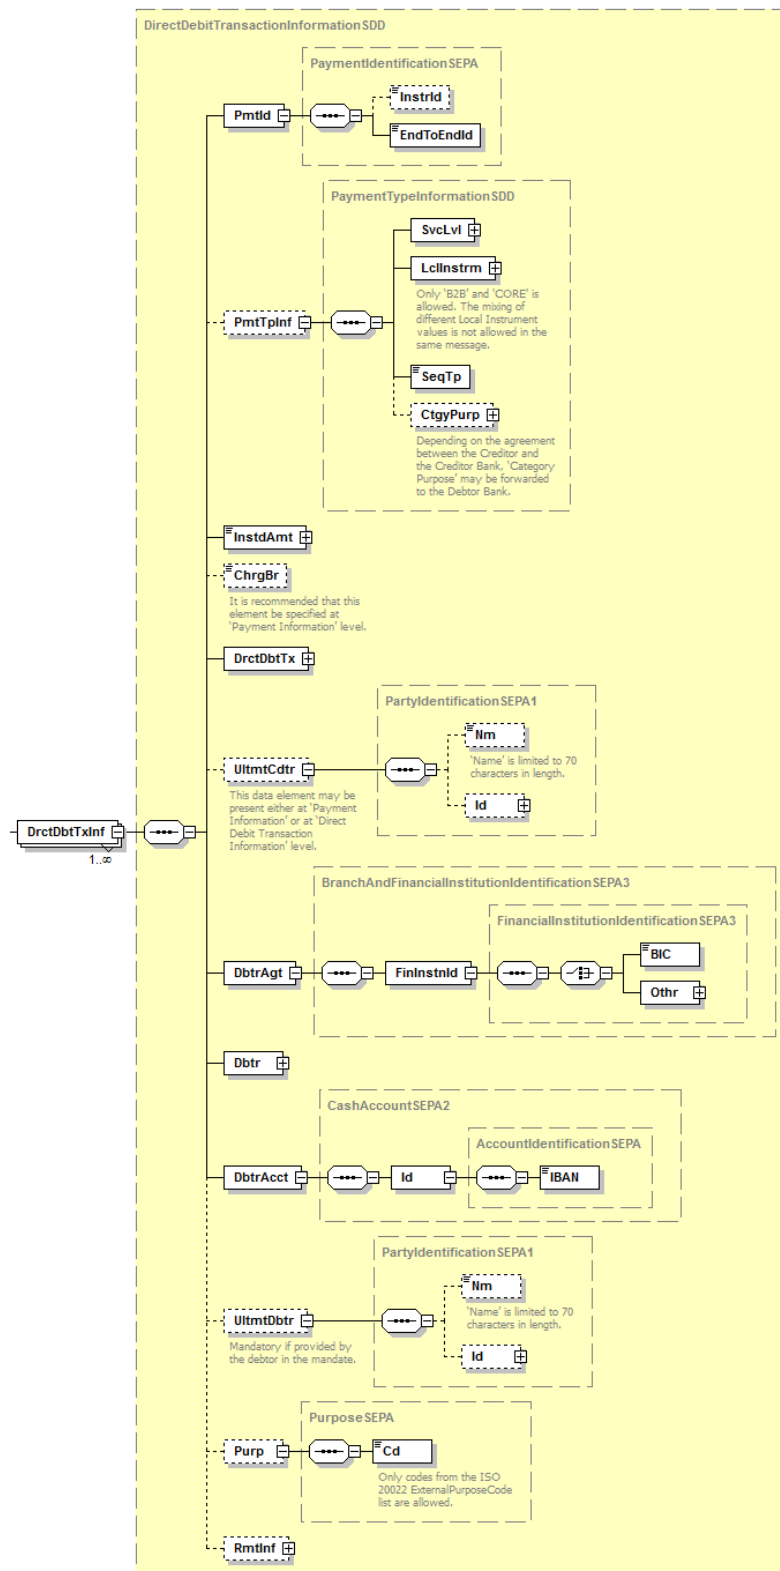 DirectDebitTransactionInformationSDD
PaymentIdentificationSEPA
PmtId
InstrId
EndToEndId
PaymentTypeInformationSDD
SvcLvl
LclInstrm
Only 'B2B' and 'CORE' is
allowed. The mixing of
different Local Instrument
values is not allowed in the
same message.
PmtTpInf
SeqTp
CtgyPurp
Depending on the agreement
between the Creditor and
the Creditor Bank, 'Category
Purpose' may be forwarded
to the Debtor Bank.
InstdAmt
ChrgBr
It is recommended that this
element be specified at
'Payment Information' level.
DrctDbtTx
PartyIdentificationSEPA1
Nm
'Name' is limited to 70
characters in length.
UltmtCdtr
Id
This data element may be
present either at 'Payment
Information' or at 'Direct
Debit Transaction
Information' level.
DrctDbtTxInf
1..∞
BranchAndFinancialInstitutionIdentificationSEPA3
FinancialInstitutionIdentificationSEPA3
DbtrAgt
FinInstnId
BIC
Othr
Dbtr
CashAccountSEPA2
AccountIdentificationSEPA
DbtrAcct
Id
IBAN
PartyIdentificationSEPA1
Nm
'Name' is limited to 70
characters in length.
UltmtDbtr
Mandatory if provided by
the debtor in the mandate.
Id
PurposeSEPA
Purp
Cd
Only codes from the ISO
20022 ExternalPurposeCode
list are allowed.
RmtInf